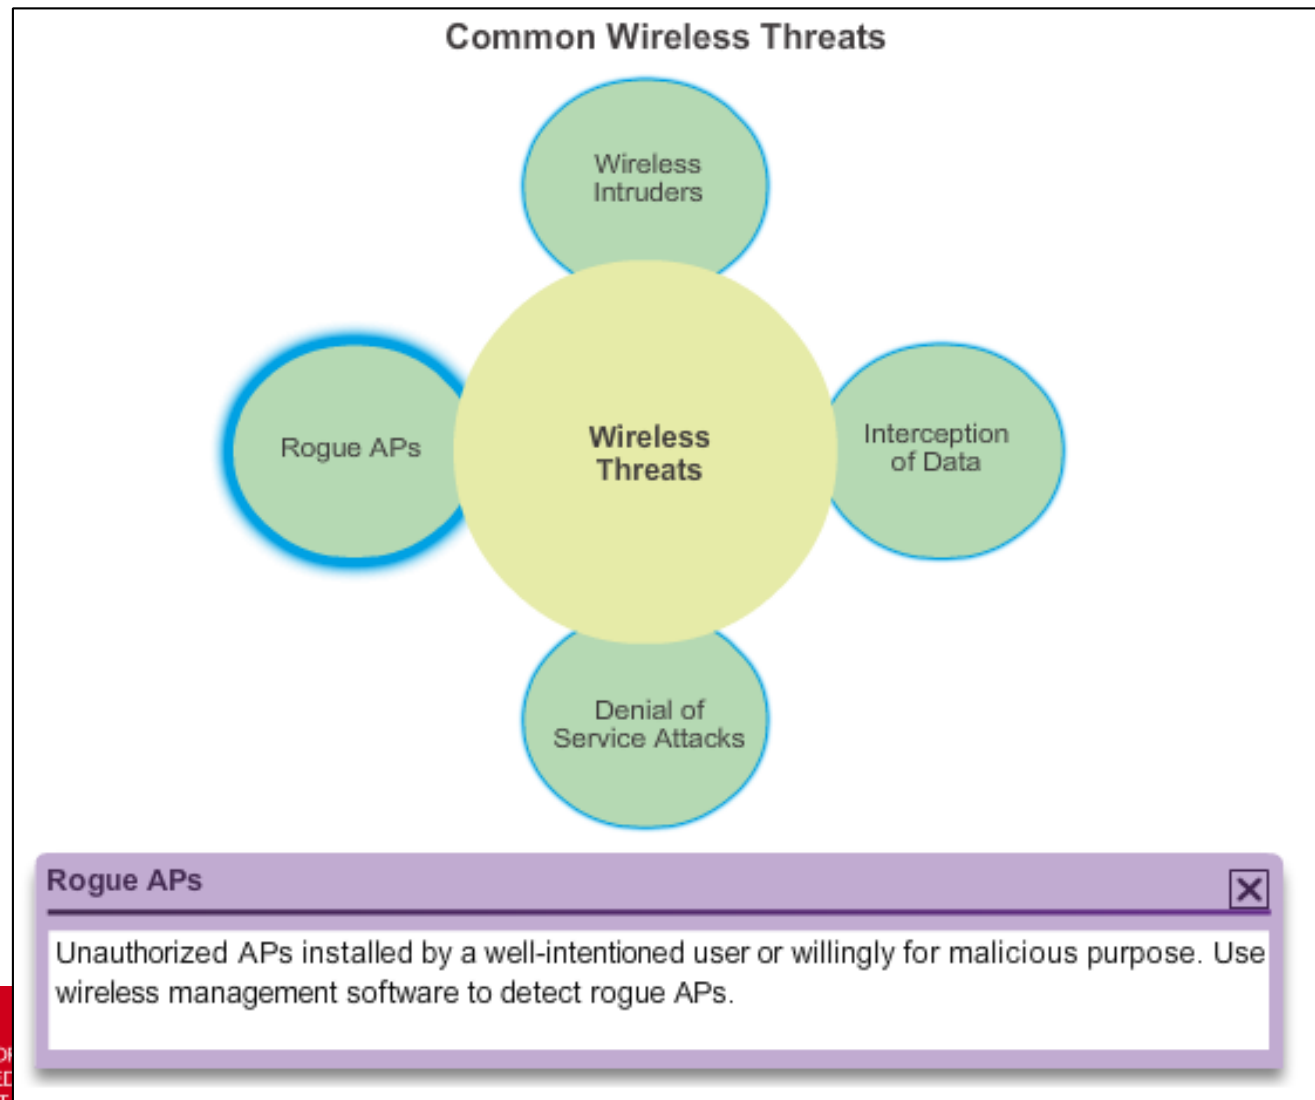 Common Wireless Threats
Wireless
Intruders
Rogue APs
Wireless
Threats
Interception
of Data
Denial of
Service Attacks
Rogue APs
Unauthorized APs installed by a well-intentioned user or willingly for malicious purpose. Use
wireless management software to detect rogue APs.